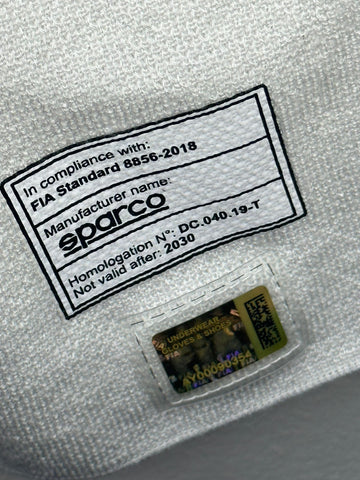 In compliance with:
FIA Standard 8856-2018
Manufacturer name:
sparco
Homologation N°: DC.040.19-T
Not valid after: 2030
UNDERWEAR
GLOVES & SHOES
FIA
AY00090354